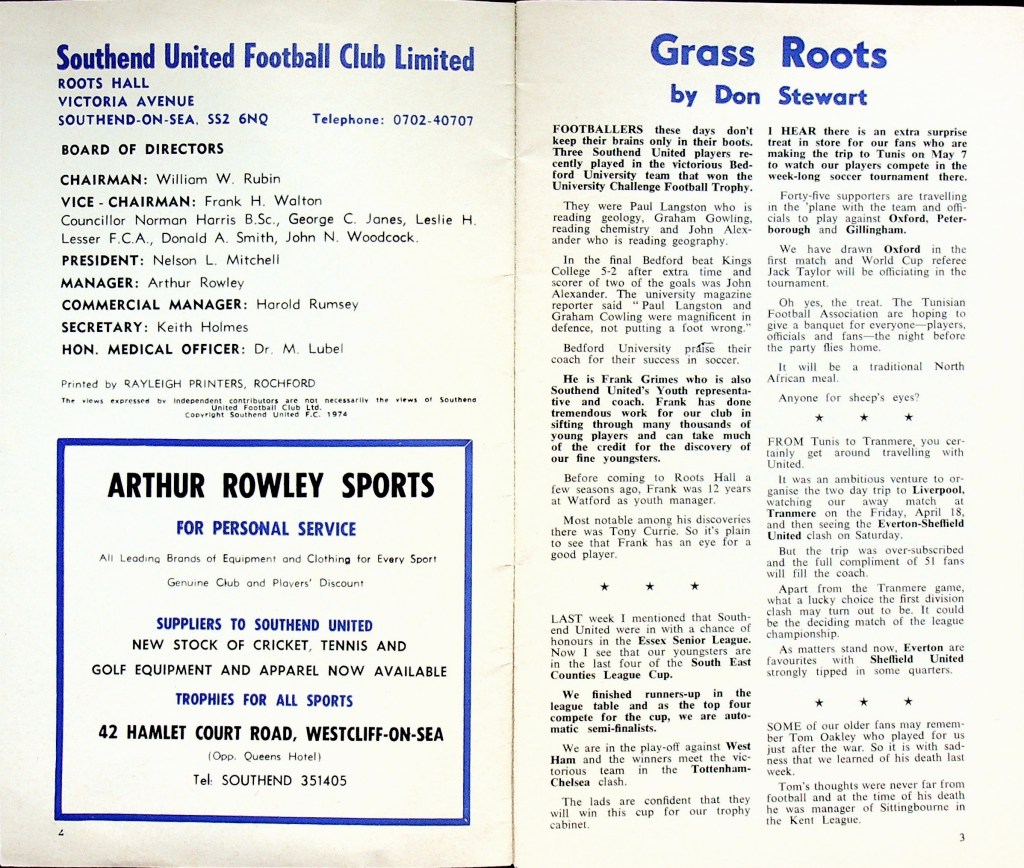 Southend United Football Club Limited
ROOTS HALL
VICTORIA AVENUE
SOUTHEND-ON-SEA, SS2 6NQ Telephone: 0702-40707
BOARD OF DIRECTORS
CHAIRMAN: William W. Rubin
VICE - CHAIRMAN: Frank H. Walton
Councillor Norman Harris B.Sc., George C. Janes, Leslie H.
Lesser F.C.A., Donald A. Smith, John N. Woodcock.
PRESIDENT: Nelson L. Mitchell
MANAGER: Arthur Rowley
COMMERCIAL MANAGER: Harold Rumsey
SECRETARY: Keith Holmes
HON. MEDICAL OFFICER: Dr. M. Lubel
Printed by RAYLEIGH PRINTERS, ROCHFORD
The views expressed by independent contributors are not necessarily the views of Southend
United Football Club Ltd.
Copyright Southend United F.C. 1974
ARTHUR ROWLEY SPORTS
FOR PERSONAL SERVICE
All Leading Brands of Equipment and Clothing for Every Sport
Genuine Club and Players' Discount
SUPPLIERS TO SOUTHEND UNITED
NEW STOCK OF CRICKET, TENNIS AND
GOLF EQUIPMENT AND APPAREL NOW AVAILABLE
TROPHIES FOR ALL SPORTS
42 HAMLET COURT ROAD, WESTCLIFF-ON-SEA
(Opp. Queens Hotel)
Tel: SOUTHEND 351405
4
Grass Roots
by Don Stewart
FOOTBALLERS these days don't
keep their brains only in their boots.
Three Southend United players re-
cently played in the victorious Bed-
ford University team that won the
University Challenge Football Trophy.
They were Paul Langston who is
reading geology, Graham Gowling,
reading chemistry and John Alex-
ander who is reading geography.
In the final Bedford beat Kings
College 5-2 after extra time and
scorer of two of the goals was John
Alexander. The university magazine
reporter said "Paul Langston and
Graham Cowling were magnificent in
defence, not putting a foot wrong."
Bedford University praise their
coach for their success in soccer.
He is Frank Grimes who is also
Southend United's Youth representa-
tive and coach. Frank has done
tremendous work for our club in
sifting through many thousands of
young players and can take much
of the credit for the discovery of
our fine youngsters.
Before coming to Roots Hall a
few seasons ago, Frank was 12 years
at Watford as youth manager.
Most notable among his discoveries
there was Tony Currie. So it's plain
to see that Frank has an eye for a
good player.
★ ★ ★
LAST week I mentioned that South-
end United were in with a chance of
honours in the Essex Senior League.
Now I see that our youngsters are
in the last four of the South East
Counties League Cup.
We finished runners-up in the
league table and as the top four
compete for the cup, we are auto-
matic semi-finalists.
We are in the play-off against West
Ham and the winners meet the vic-
torious team in the Tottenham-
Chelsea clash.
The lads are confident that they
will win this cup for our trophy
cabinet.
I HEAR there is an extra surprise
treat in store for our fans who are
making the trip to Tunis on May 7
to watch our players compete in the
week-long soccer tournament there.
Forty-five supporters are travelling
in the 'plane with the team and offi-
cials to play against Oxford, Peter-
borough and Gillingham.
We have drawn Oxford in the
first match and World Cup referee
Jack Taylor will be officiating in the
tournament.
Oh yes, the treat. The Tunisian
Football Association are hoping to
give a banquet for everyone—players,
officials and fans—the night before
the party flies home.
It will be a traditional North
African meal.
Anyone for sheep's eyes?
★ ★ ★
FROM Tunis to Tranmere, you cer-
tainly get around travelling with
United.
It was an ambitious venture to or-
ganise the two day trip to Liverpool,
watching our away match at
Tranmere on the Friday, April 18,
and then seeing the Everton-Sheffield
United clash on Saturday.
But the trip was over-subscribed
and the full compliment of 51 fans
will fill the coach.
Apart from the Tranmere game,
what a lucky choice the first division
clash may turn out to be. It could
be the deciding match of the league
championship.
As matters stand now, Everton are
favourites with Sheffield United
strongly tipped in some quarters.
★ ★ ★
SOME of our older fans may remem-
ber Tom Oakley who played for us
just after the war. So it is with sad-
ness that we learned of his death last
week.
Tom's thoughts were never far from
football and at the time of his death
he was manager of Sittingbourne in
the Kent League.
3